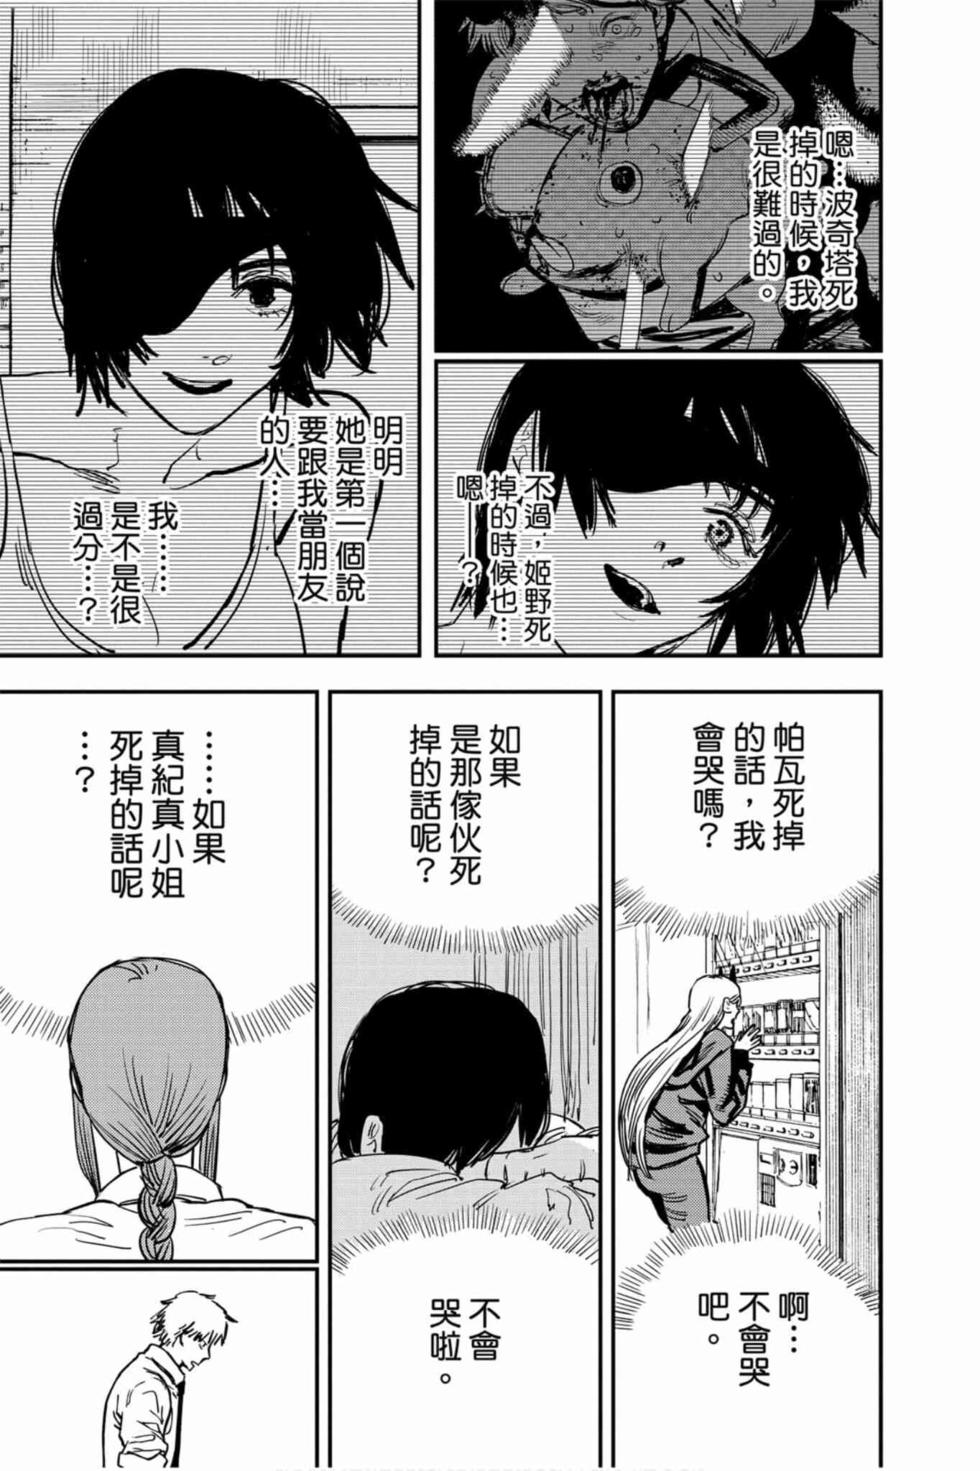 嗯…波奇塔死
掉的時候，我
是很難過的。
不過，姬野死
掉的時候也…
嗯——？
明明
她是第一個說
要跟我當朋友
的人…
我……
是不是很
過分…？
帕瓦死掉
的話，我
會哭嗎？
啊…
不會哭
吧。
如果
是那傢伙死
掉的話呢？
不會
哭啦。
……如果
真紀真小姐
死掉的話呢
…？